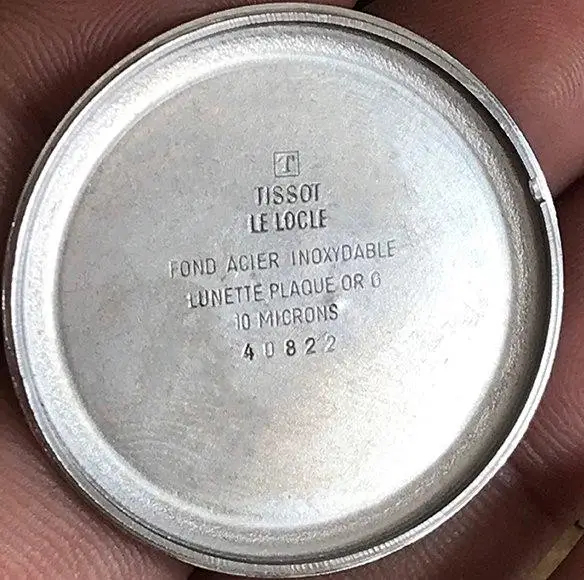 T
TISSOT
LE LOCLE
FOND ACIER INOXYDABLE
LUNETTE PLAQUE OR G
10 MICRONS
40822